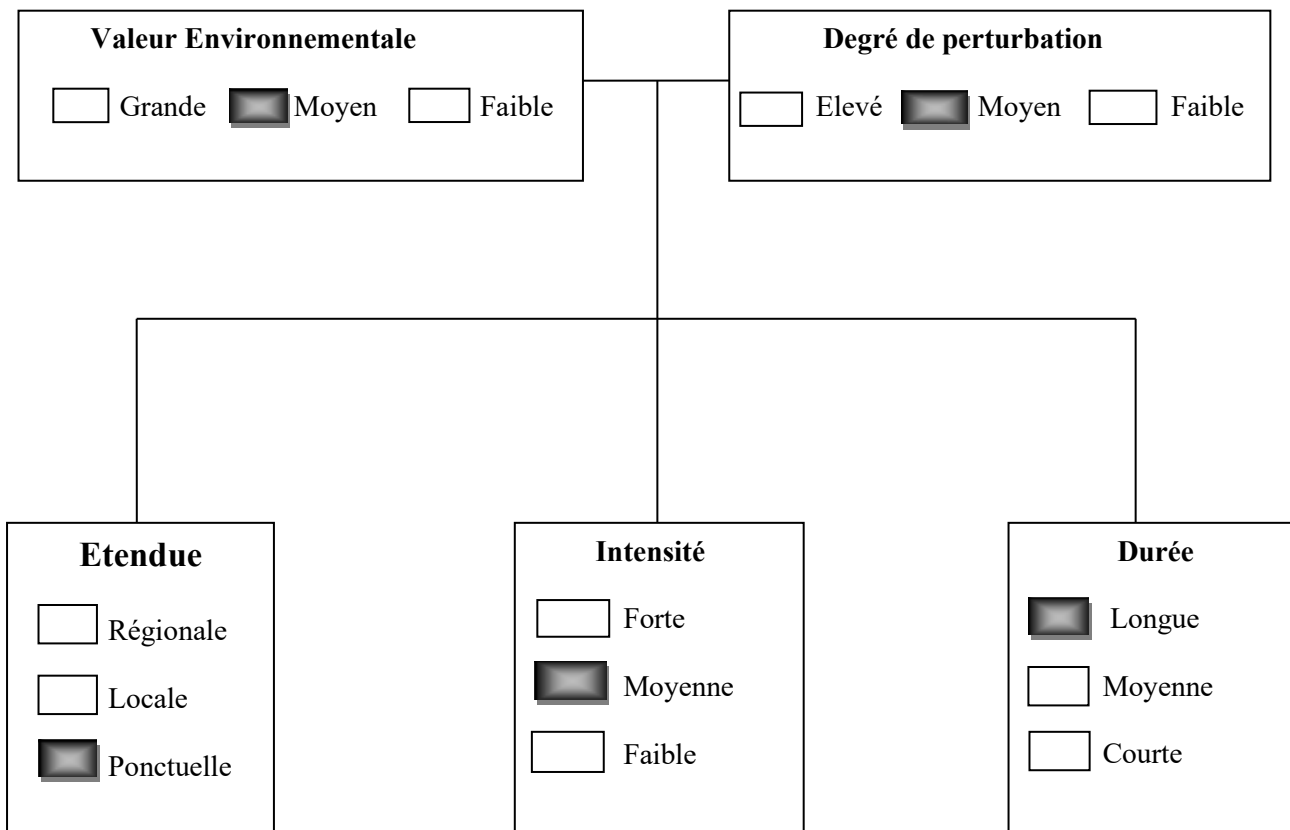 Valeur Environnementale
Grande Moyen Faible
Degré de perturbation
Elevé Moyen Faible
Etendue
Régionale
Locale
Ponctuelle
Intensité
Forte
Moyenne
Faible
Durée
Longue
Moyenne
Courte